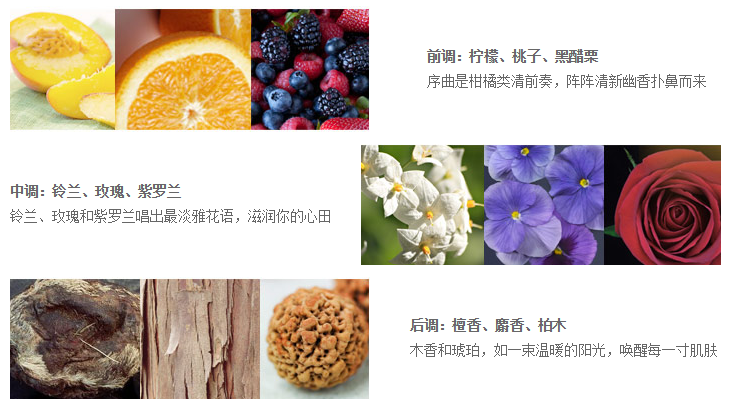 前调：柠檬、桃子、黑醋栗
序曲是柑橘类清前奏，阵阵清新幽香扑鼻而来
中调：铃兰、玫瑰、紫罗兰
铃兰、玫瑰和紫罗兰唱出最淡雅花语，滋润你的心田
后调：檀香、麝香、柏木
木香和琥珀，如一束温暖的阳光，唤醒每一寸肌肤